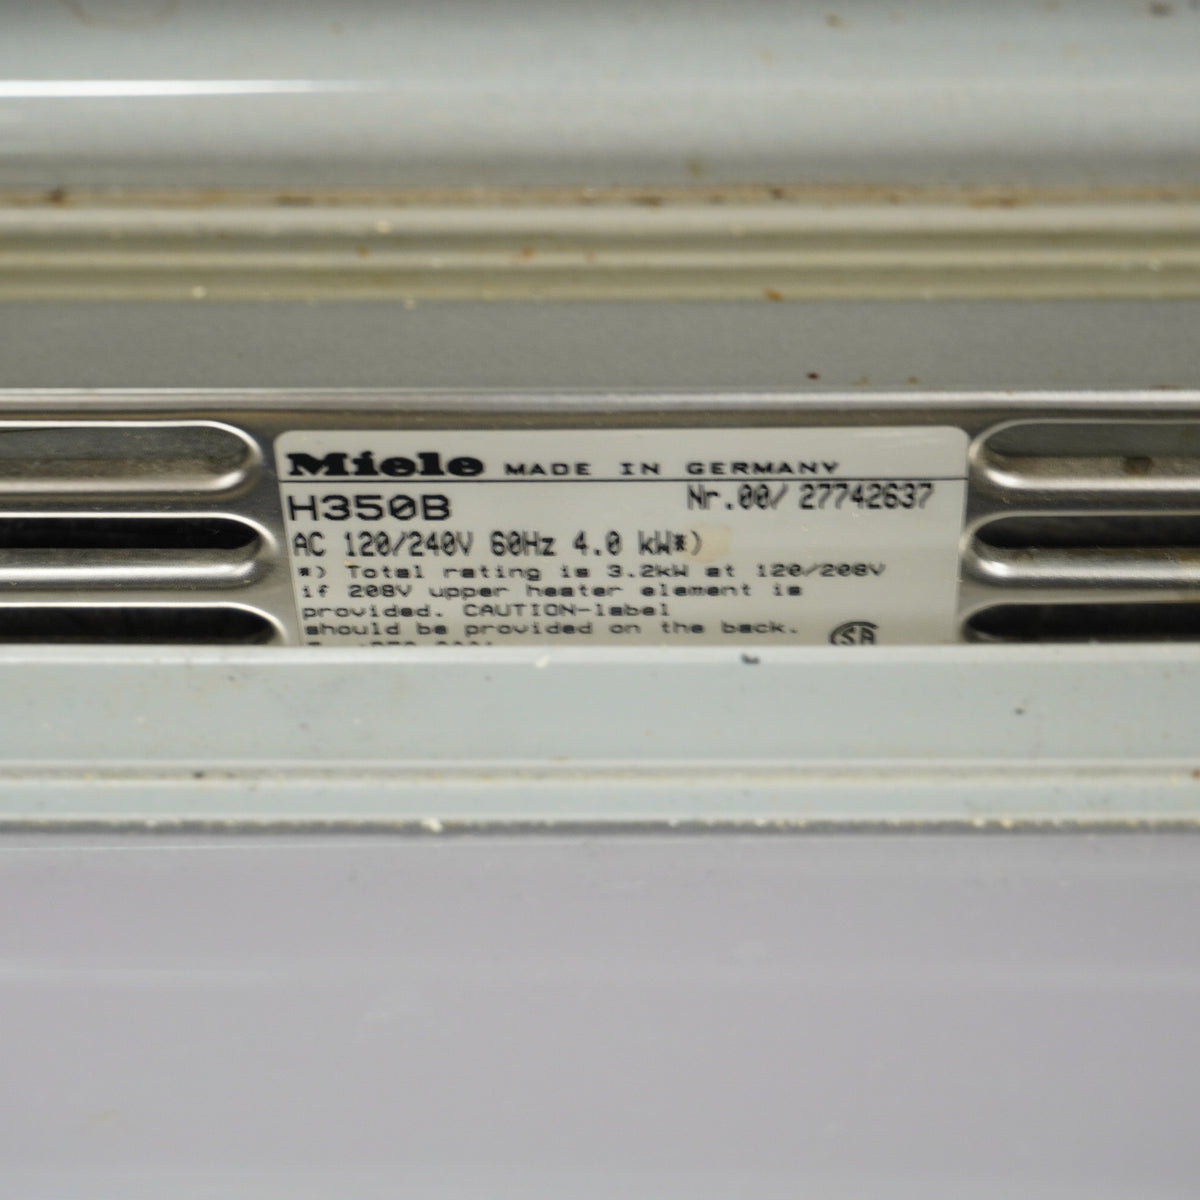 Miele MADE IN GERMANY
H350B Nr.00/ 27742637
AC 120/240V 60Hz 4.0 kW*)
*) Total rating is 3.2kW at 120/208V
if 208V upper heater element is
provided. CAUTION-label
should be provided on the back.
SA